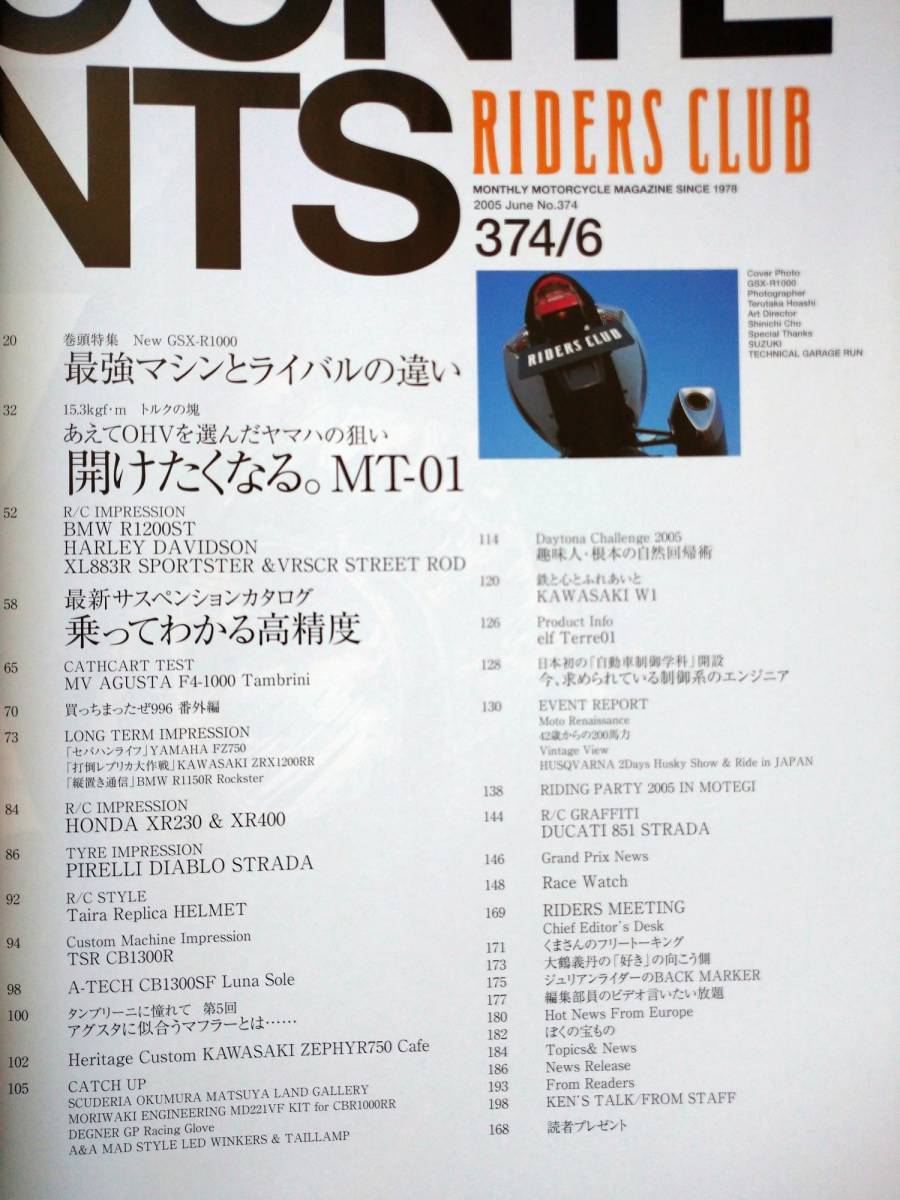 CONTE
NTS
RIDERS CLUB
MONTHLY MOTORCYCLE MAGAZINE SINCE 1978
2005 June No.374
374/6
RIDERS CLUB
Cover Photo
GSX-R1000
Photographer
Terutaka Hoashi
Art Director
Shinichi Cho
Special Thanks
SUZUKI
TECHNICAL GARAGE RUN
20 巻頭特集 New GSX-R1000
最強マシンとライバルの違い
32 15.3kgf·m トルクの塊
あえてOHVを選んだヤマハの狙い
開けたくなる。MT-01
52 R/C IMPRESSION
BMW R1200ST
HARLEY DAVIDSON
XL883R SPORTSTER & VRSCR STREET ROD
58 最新サスペンションカタログ
乗ってわかる高精度
65 CATHCART TEST
MV AGUSTA F4-1000 Tambrini
70 買っちまったぜ996 番外編
73 LONG TERM IMPRESSION
「セパハンライフ」YAMAHA FZ750
「打倒レプリカ大作戦」KAWASAKI ZRX1200RR
「縦置き通信」BMW R1150R Rockster
84 R/C IMPRESSION
HONDA XR230 & XR400
86 TYRE IMPRESSION
PIRELLI DIABLO STRADA
92 R/C STYLE
Taira Replica HELMET
94 Custom Machine Impression
TSR CB1300R
98 A-TECH CB1300SF Luna Sole
100 タンブリーニに憧れて 第5回
アグスタに似合うマフラーとは……
102 Heritage Custom KAWASAKI ZEPHYR750 Cafe
105 CATCH UP
SCUDERIA OKUMURA MATSUYA LAND GALLERY
MORIWAKI ENGINEERING MD221VF KIT for CBR1000RR
DEGNER GP Racing Glove
A&A MAD STYLE LED WINKERS & TAILLAMP
114 Daytona Challenge 2005
趣味人・根本の自然回帰術
120 鉄と心とふれあいと
KAWASAKI W1
126 Product Info
elf Terre01
128 日本初の「自動車制御学科」開設
今、求められている制御系のエンジニア
130 EVENT REPORT
Moto Renaissance
42歳からの200馬力
Vintage View
HUSQVARNA 2Days Husky Show & Ride in JAPAN
138 RIDING PARTY 2005 IN MOTEGI
144 R/C GRAFFITI
DUCATI 851 STRADA
146 Grand Prix News
148 Race Watch
169 RIDERS MEETING
Chief Editor's Desk
171 くまさんのフリートーキング
173 大鶴義丹の「好き」の向こう側
175 ジュリアンライダーのBACK MARKER
177 編集部員のビデオ言いたい放題
180 Hot News From Europe
182 ぼくの宝もの
184 Topics& News
186 News Release
193 From Readers
198 KEN'S TALK/FROM STAFF
168 読者プレゼント